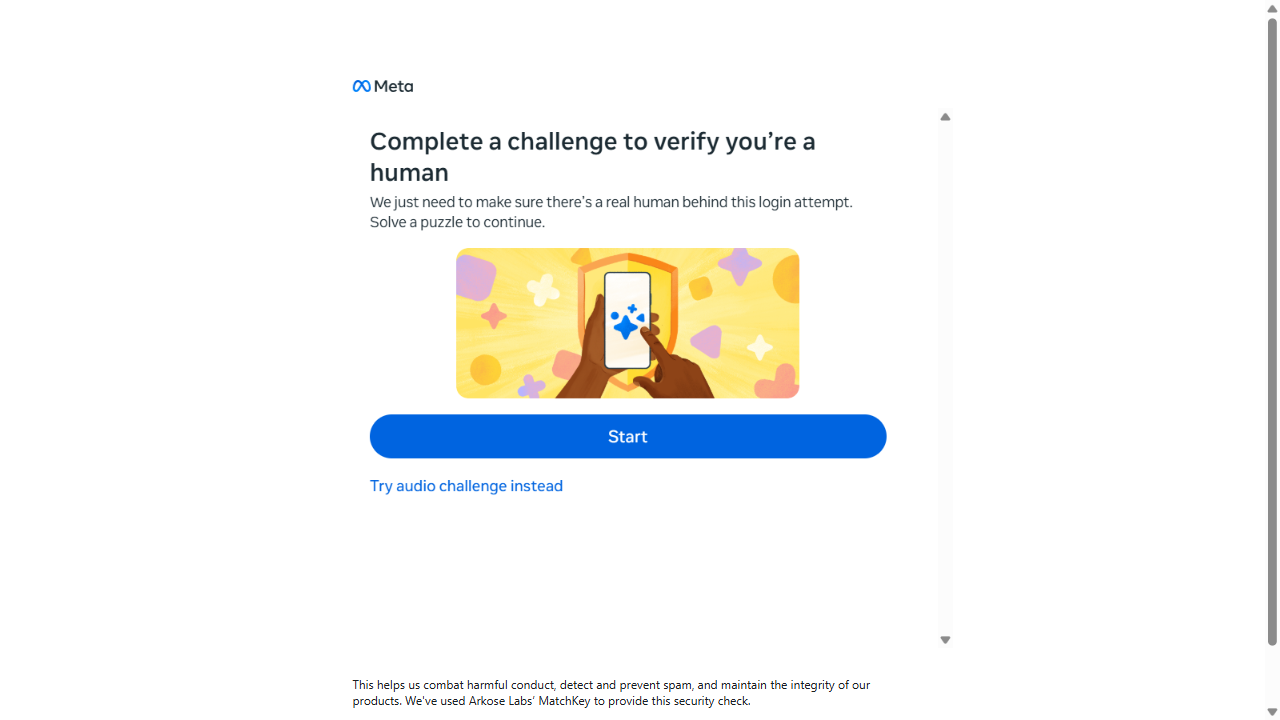 Meta
Complete a challenge to verify you’re a
human
We just need to make sure there’s a real human behind this login attempt.
Solve a puzzle to continue.
Start
Try audio challenge instead
This helps us combat harmful conduct, detect and prevent spam, and maintain the integrity of our
products. We’ve used Arkose Labs’ MatchKey to provide this security check.